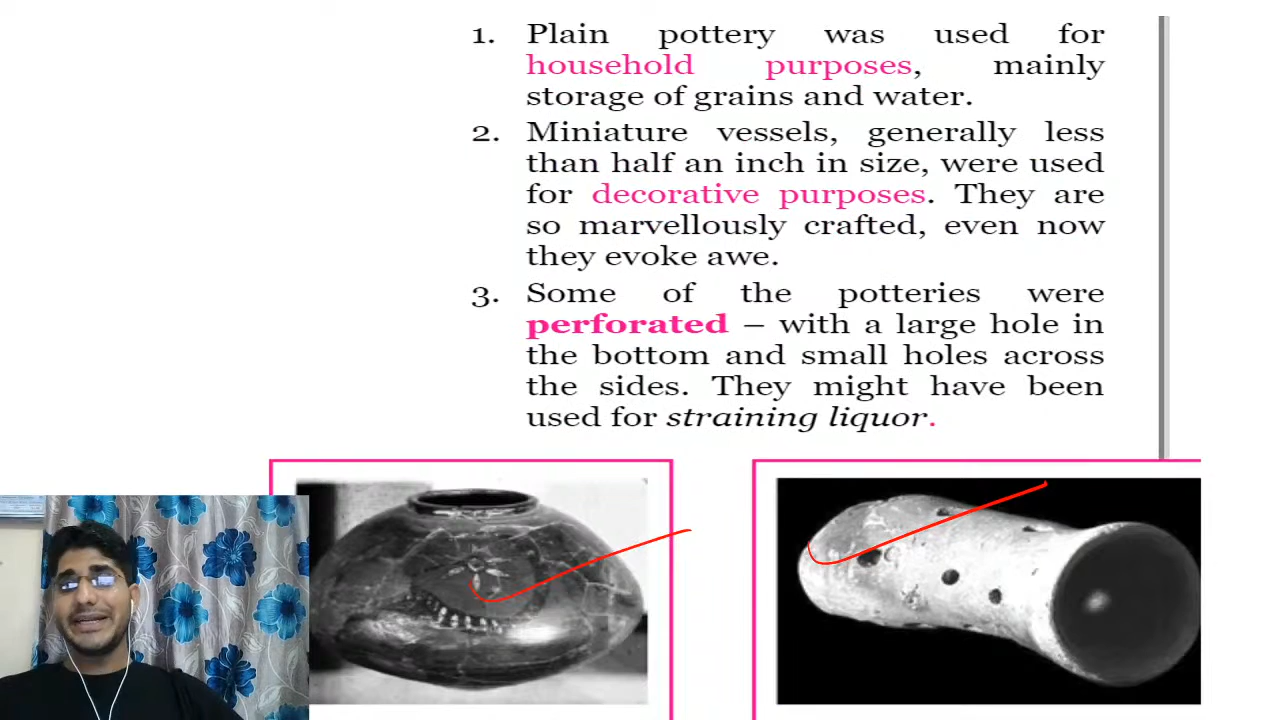 1. Plain pottery was used for
household purposes, mainly
storage of grains and water.
2. Miniature vessels, generally less
than half an inch in size, were used
for decorative purposes. They are
so marvellously crafted, even now
they evoke awe.
3. Some of the potteries were
perforated – with a large hole in
the bottom and small holes across
the sides. They might have been
used for straining liquor.